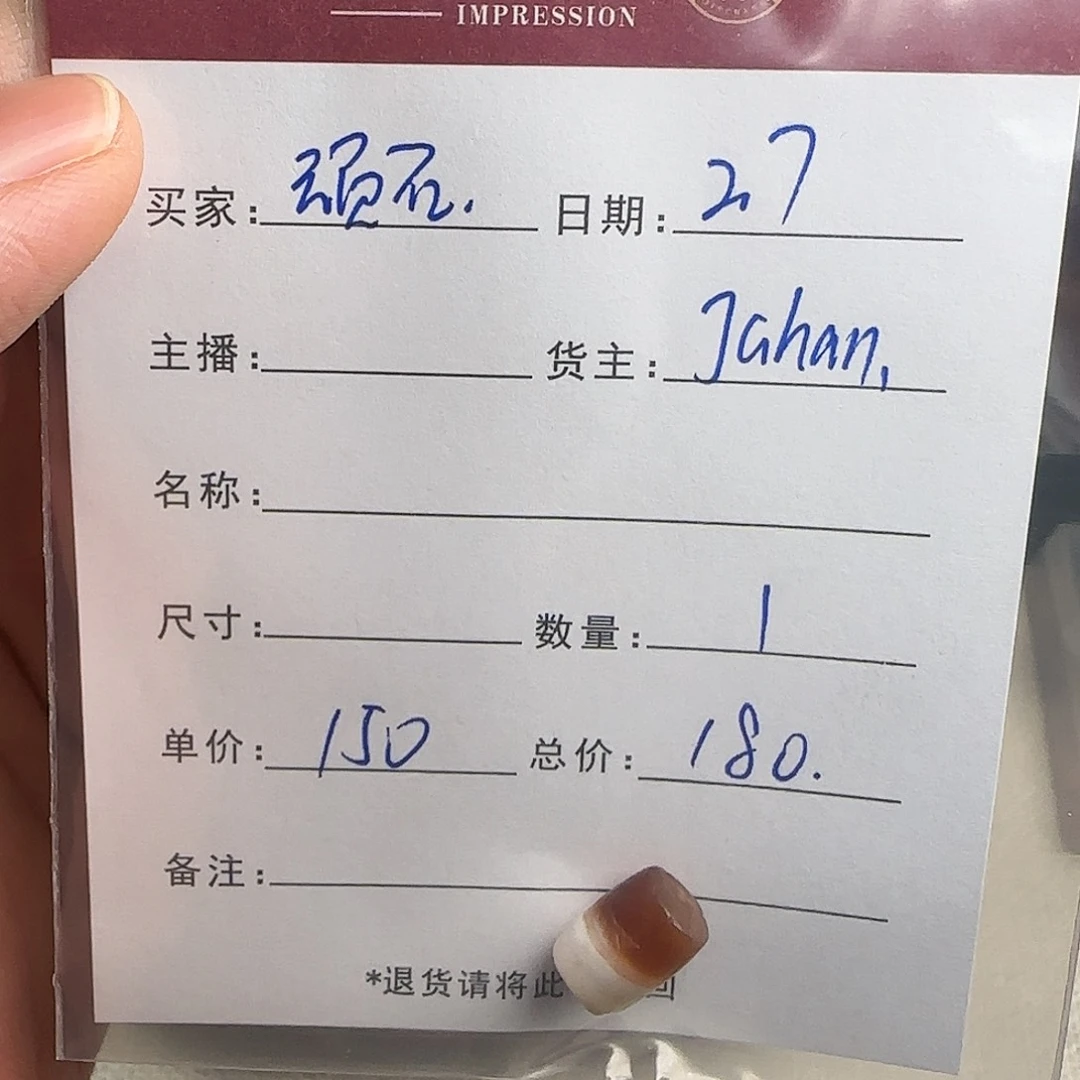 IMPRESSION
买家: 顽石. 日期: 27
主播: 货主: Jahan,
名称:
尺寸: 数量: 1
单价: 150 总价: 180.
备注:
*退货请将此 回